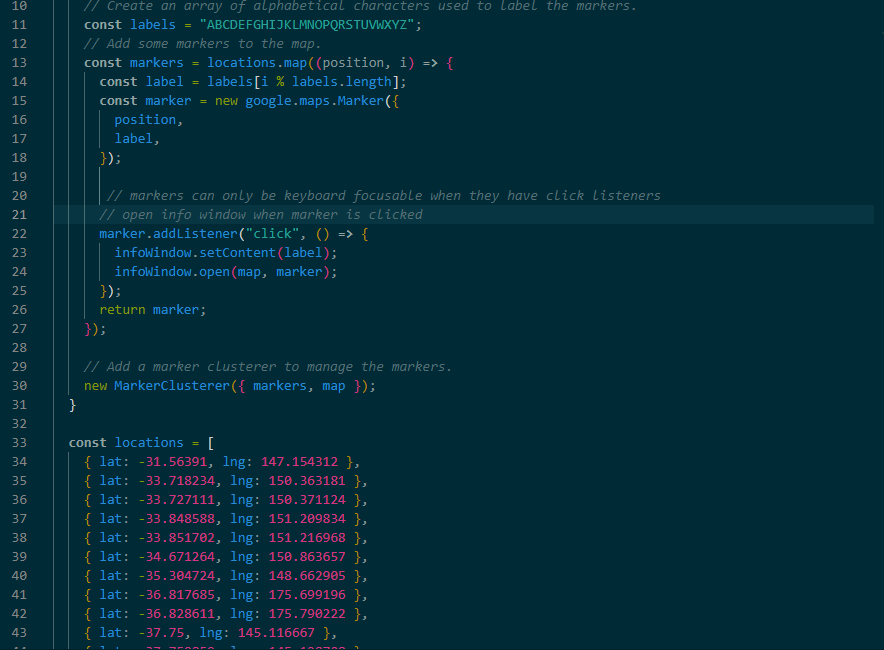 10 // Create an array of alphabetical characters used to label the markers.
11 const labels = "ABCDEFGHIJKLMNOPQRSTUVWXYZ";
12 // Add some markers to the map.
13 const markers = locations.map((position, i) => {
14 const label = labels[i % labels.length];
15 const marker = new google.maps.Marker({
16 position,
17 label,
18 });
19
20 // markers can only be keyboard focusable when they have click listeners
21 // open info window when marker is clicked
22 marker.addListener("click", () => {
23 infoWindow.setContent(label);
24 infoWindow.open(map, marker);
25 });
26 return marker;
27 });
28
29 // Add a marker clusterer to manage the markers.
30 new MarkerClusterer({ markers, map });
31 }
32
33 const locations = [
34 { lat: -31.56391, lng: 147.154312 },
35 { lat: -33.718234, lng: 150.363181 },
36 { lat: -33.727111, lng: 150.371124 },
37 { lat: -33.848588, lng: 151.209834 },
38 { lat: -33.851702, lng: 151.216968 },
39 { lat: -34.671264, lng: 150.863657 },
40 { lat: -35.304724, lng: 148.662905 },
41 { lat: -36.817685, lng: 175.699196 },
42 { lat: -36.828611, lng: 175.790222 },
43 { lat: -37.75, lng: 145.116667 },